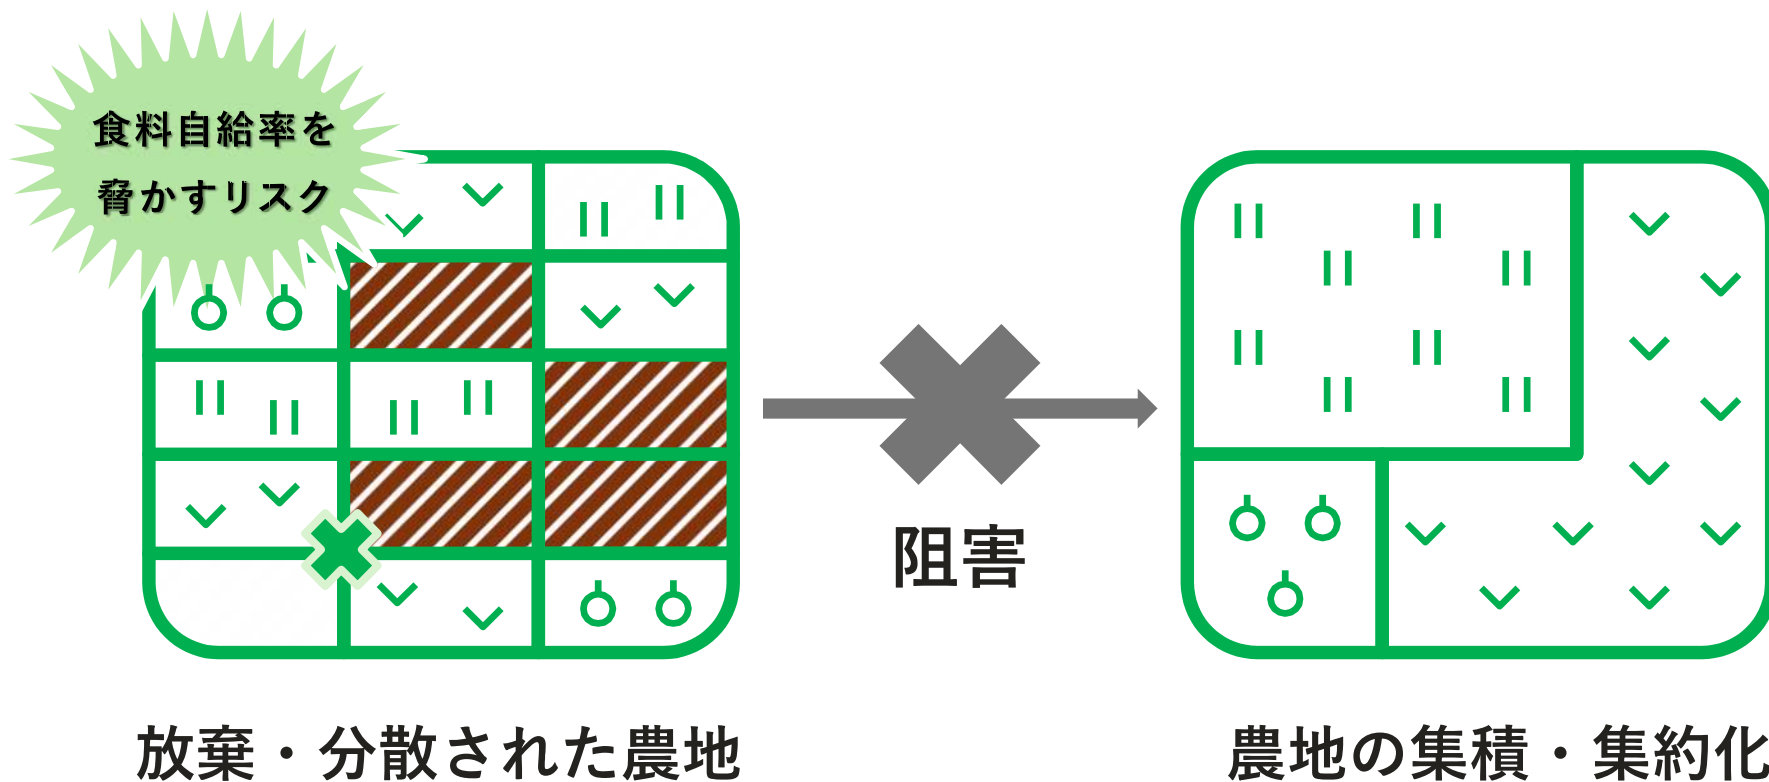 食料自給率を
脅かすリスク
阻害
放棄・分散された農地
農地の集積・集約化